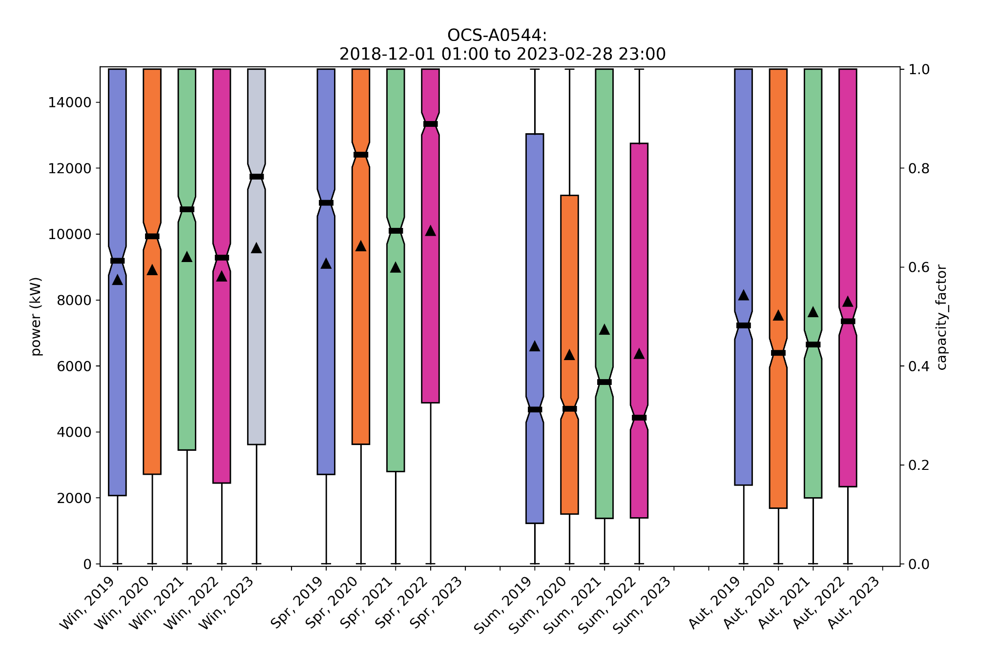 OCS-A0544:
2018-12-01 01:00 to 2023-02-28 23:00
power (kW)
14000
12000
10000
8000
6000
4000
2000
0
1.0
0.8
0.6
0.4
0.2
0.0
capacity_factor
Win, 2019
Win, 2020
Win, 2021
Win, 2022
Win, 2023
Spr, 2019
Spr, 2020
Spr, 2021
Spr, 2022
Spr, 2023
Sum, 2019
Sum, 2020
Sum, 2021
Sum, 2022
Sum, 2023
Aut, 2019
Aut, 2020
Aut, 2021
Aut, 2022
Aut, 2023